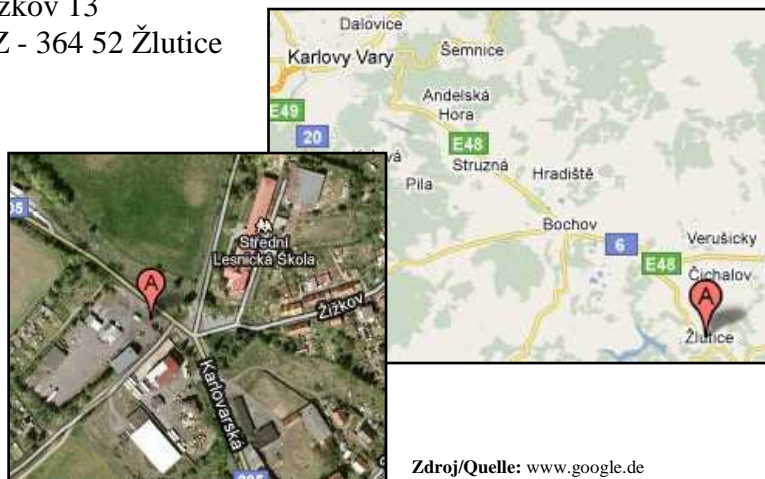 13
- 364 52 Žlutice
Dalovice
Karlovy Vary
Šemnice
Andelská
Hora
E49
20
E48
Struzná
Hradiště
Pila
Bochov
6
Verušicky
E48
Čichalov
A
Žlutice
Střední
Lesnická Škola
A
Žižkov
Karlovarská
Zdroj/Quelle: www.google.de